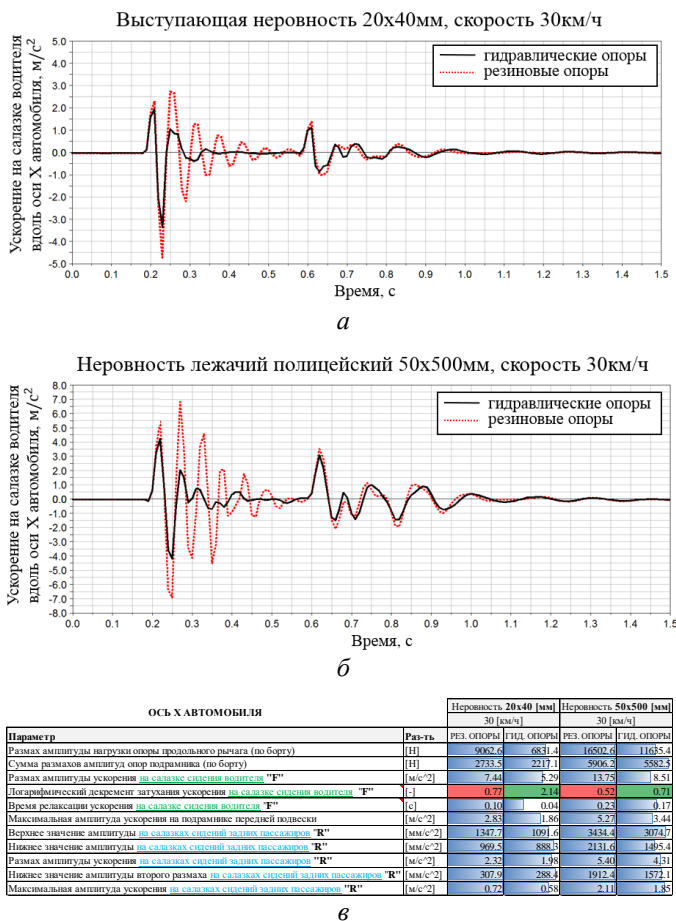 Выступающая неровность 20х40мм, скорость 30км/ч
Ускорение на салазке водителя
вдоль оси X автомобиля, м/с²
5.0
4.0
3.0
2.0
1.0
0.0
-1.0
-2.0
-3.0
-4.0
-5.0
гидравлические опоры
резиновые опоры
0.0 0.1 0.2 0.3 0.4 0.5 0.6 0.7 0.8 0.9 1.0 1.1 1.2 1.3 1.4 1.5
Время, с
а
Неровность лежачий полицейский 50х500мм, скорость 30км/ч
Ускорение на салазке водителя
вдоль оси X автомобиля, м/с²
8.0
7.0
6.0
5.0
4.0
3.0
2.0
1.0
0.0
-1.0
-2.0
-3.0
-4.0
-5.0
-6.0
-7.0
-8.0
гидравлические опоры
резиновые опоры
0.0 0.1 0.2 0.3 0.4 0.5 0.6 0.7 0.8 0.9 1.0 1.1 1.2 1.3 1.4 1.5
Время, с
б
ОСЬ X АВТОМОБИЛЯ Неровность 20х40 [мм] Неровность 50х500 [мм]
30 [км/ч] 30 [км/ч]
Параметр Раз-ть РЕЗ. ОПОРЫ ГИД. ОПОРЫ РЕЗ. ОПОРЫ ГИД. ОПОРЫ
Размах амплитуды нагрузки опоры продольного рычага (по борту) [Н] 9062.6 6831.4 16502.6 11635.4
Сумма размахов амплитуд опор подрамника (по борту) [Н] 2733.5 2217.1 5906.2 5582.5
Размах амплитуды ускорения на салазке сидения водителя "F" [м/с^2] 7.44 5.29 13.75 8.51
Логарифмический декремент затухания ускорения на салазке сидения водителя "F" [-] 0.77 2.14 0.52 0.71
Время релаксации ускорения на салазке сидения водителя "F" [с] 0.10 0.04 0.23 0.17
Максимальная амплитуда ускорения на подрамнике передней подвески [м/с^2] 2.83 1.86 5.27 3.44
Верхнее значение амплитуды на салазках сидений задних пассажиров "R" [мм/с^2] 1347.7 1091.6 3434.4 3074.7
Нижнее значение амплитуды на салазках сидений задних пассажиров "R" [мм/с^2] 969.5 888.3 2131.6 1495.4
Размах амплитуды ускорения на салазках сидений задних пассажиров "R" [м/с^2] 2.32 1.98 5.40 4.31
Нижнее значение амплитуды второго размаха на салазках сидений задних пассажиров "R" [мм/с^2] 307.9 288.4 1912.4 1572.1
Максимальная амплитуда ускорения на салазках сидений задних пассажиров "R" [м/с^2] 0.72 0.58 2.11 1.85
в